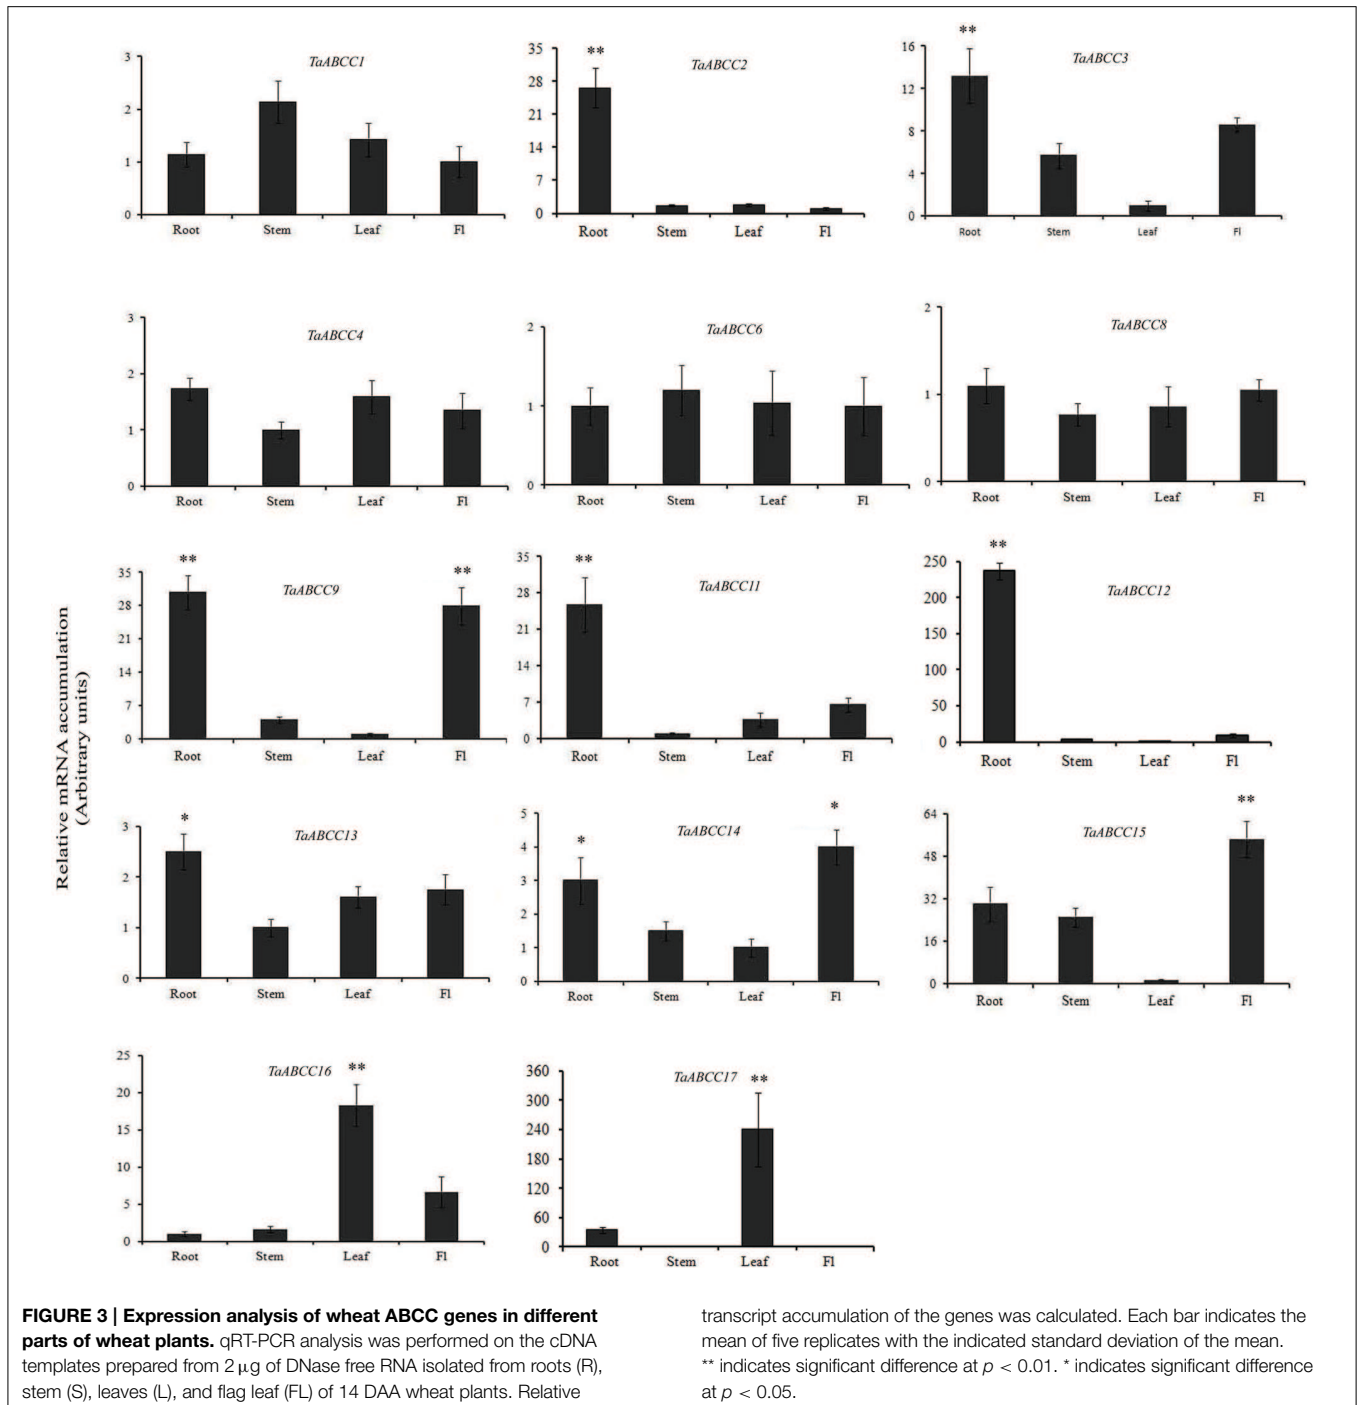 TaABCC1
3
2
1
0
Root Stem Leaf Fl
**
TaABCC2
35
28
21
14
7
0
Root Stem Leaf Fl
**
TaABCC3
16
12
8
4
0
Root Stem Leaf Fl
TaABCC4
3
2
1
0
Root Stem Leaf Fl
TaABCC6
2
1
0
Root Stem Leaf Fl
TaABCC8
2
1
0
Root Stem Leaf Fl
Relative mRNA accumulation
(Arbitrary units)
** **
TaABCC9
35
28
21
14
7
0
Root Stem Leaf Fl
**
TaABCC11
35
28
21
14
7
0
Root Stem Leaf Fl
**
TaABCC12
250
200
150
100
50
0
Root Stem Leaf Fl
*
TaABCC13
3
2
1
0
Root Stem Leaf Fl
* *
TaABCC14
5
4
3
2
1
0
Root Stem Leaf Fl
**
TaABCC15
64
48
32
16
0
Root Stem Leaf Fl
TaABCC16
**
25
20
15
10
5
0
Root Stem Leaf Fl
TaABCC17
**
360
300
240
180
120
60
0
Root Stem Leaf Fl
FIGURE 3 | Expression analysis of wheat ABCC genes in different
parts of wheat plants. qRT-PCR analysis was performed on the cDNA
templates prepared from 2 μg of DNase free RNA isolated from roots (R),
stem (S), leaves (L), and flag leaf (FL) of 14 DAA wheat plants. Relative
transcript accumulation of the genes was calculated. Each bar indicates the
mean of five replicates with the indicated standard deviation of the mean.
** indicates significant difference at p < 0.01. * indicates significant difference
at p < 0.05.